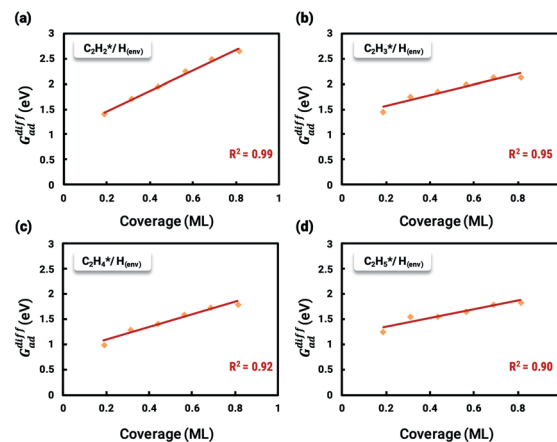 (a)
C₂H₂*/ H₍env₎
G_ad^diff (eV)
3
2.5
2
1.5
1
0.5
0
R² = 0.99
0 0.2 0.4 0.6 0.8 1
Coverage (ML)
(b)
C₂H₃*/ H₍env₎
G_ad^diff (eV)
3
2.5
2
1.5
1
0.5
0
R² = 0.95
0 0.2 0.4 0.6 0.8 1
Coverage (ML)
(c)
C₂H₄*/ H₍env₎
G_ad^diff (eV)
3
2.5
2
1.5
1
0.5
0
R² = 0.92
0 0.2 0.4 0.6 0.8 1
Coverage (ML)
(d)
C₂H₅*/ H₍env₎
G_ad^diff (eV)
3
2.5
2
1.5
1
0.5
0
R² = 0.90
0 0.2 0.4 0.6 0.8 1
Coverage (ML)